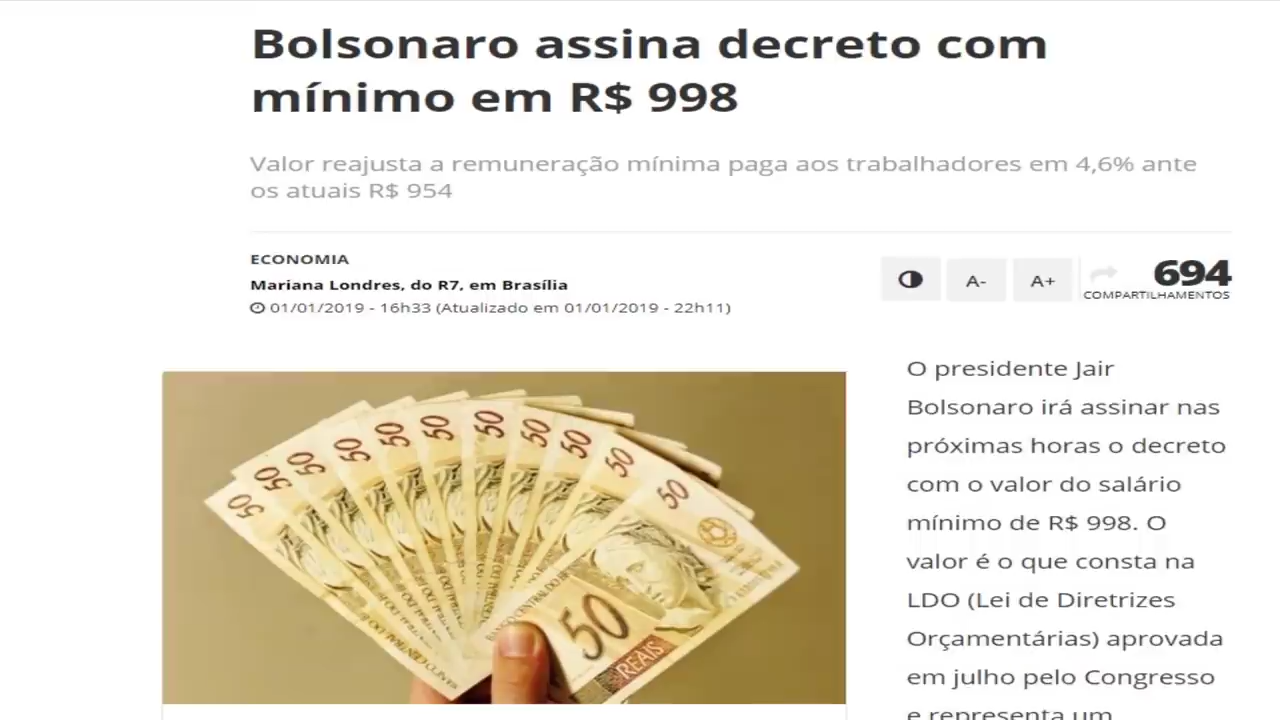 Bolsonaro assina decreto com
mínimo em R$ 998
Valor reajusta a remuneração mínima paga aos trabalhadores em 4,6% ante
os atuais R$ 954
ECONOMIA
Mariana Londres, do R7, em Brasília
01/01/2019 - 16h33 (Atualizado em 01/01/2019 - 22h11)
A-
A+
694
COMPARTILHAMENTOS
O presidente Jair
Bolsonaro irá assinar nas
próximas horas o decreto
com o valor do salário
mínimo de R$ 998. O
valor é o que consta na
LDO (Lei de Diretrizes
Orçamentárias) aprovada
em julho pelo Congresso
e representa um
50
50
50
50
50
50
50
50
50
50
50
50
REAIS